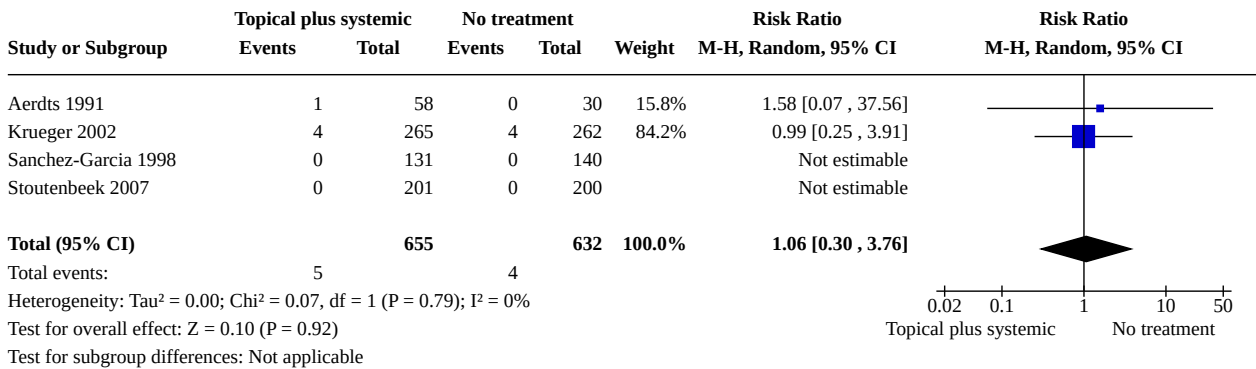 Topical plus systemic No treatment Risk Ratio Risk Ratio
Study or Subgroup Events Total Events Total Weight M-H, Random, 95% CI M-H, Random, 95% CI
Aerdts 1991 1 58 0 30 15.8% 1.58 [0.07 , 37.56]
Krueger 2002 4 265 4 262 84.2% 0.99 [0.25 , 3.91]
Sanchez-Garcia 1998 0 131 0 140 Not estimable
Stoutenbeek 2007 0 201 0 200 Not estimable
Total (95% CI) 655 632 100.0% 1.06 [0.30 , 3.76]
Total events: 5 4
Heterogeneity: Tau² = 0.00; Chi² = 0.07, df = 1 (P = 0.79); I² = 0%
0.02 0.1 1 10 50
Test for overall effect: Z = 0.10 (P = 0.92) Topical plus systemic No treatment
Test for subgroup differences: Not applicable